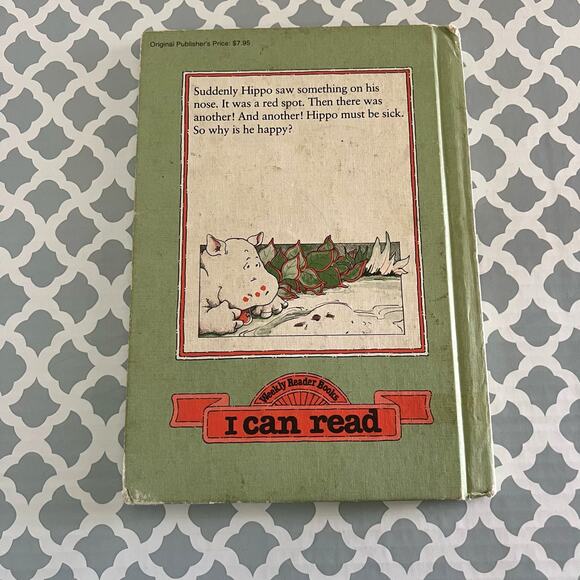 Original Publisher's Price: $7.95
Suddenly Hippo saw something on his
nose. It was a red spot. Then there was
another! And another! Hippo must be sick.
So why is he happy?
Weekly Reader Books
I can read